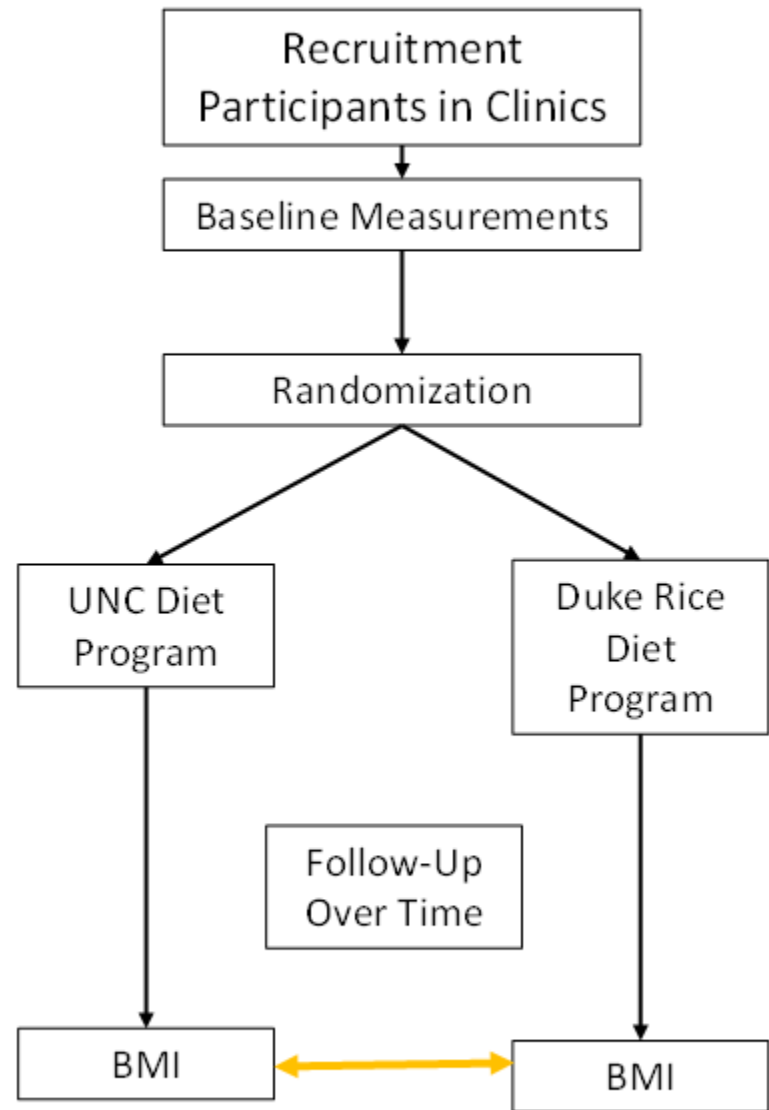 Recruitment
Participants in Clinics
Baseline Measurements
Randomization
UNC Diet
Program
Duke Rice
Diet
Program
Follow-Up
Over Time
BMI
BMI